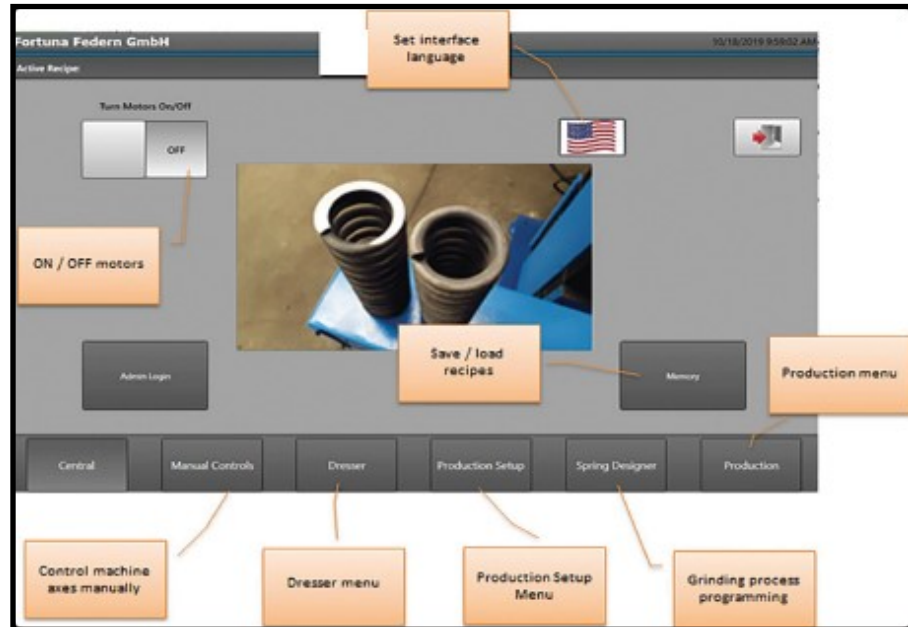 Fortuna Federn GmbH
10/18/2019 9:59:02 AM
Set interface
language
Active Recipe:
Turn Motors On/Off
OFF
ON / OFF motors
Save / load
recipes
Production menu
Admin Login
Memory
Central
Manual Controls
Dresser
Production Setup
Spring Designer
Production
Control machine
axes manually
Dresser menu
Production Setup
Menu
Grinding process
programming